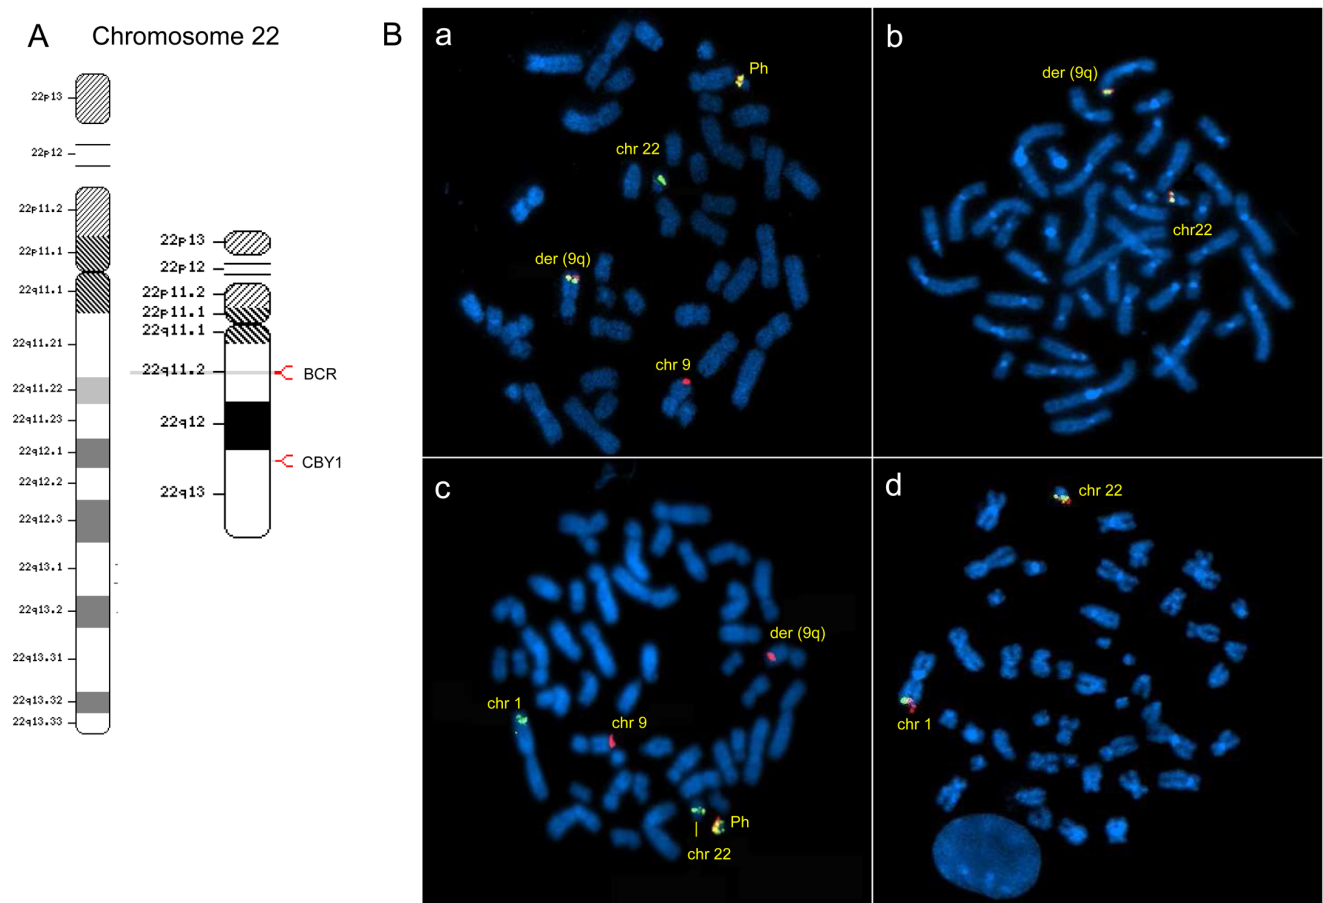 A
Chromosome 22
22p13
22p12
22p11.2
22p11.1
22q11.1
22q11.21
22q11.22
22q11.23
22q12.1
22q12.2
22q12.3
22q13.1
22q13.2
22q13.31
22q13.32
22q13.33
22p13
22p12
22p11.2
22p11.1
22q11.1
22q11.2
22q12
22q13
BCR
CBY1
B
a
Ph
chr 22
der (9q)
chr 9
b
der (9q)
chr22
c
der (9q)
chr 1
chr 9
Ph
chr 22
d
chr 22
chr 1